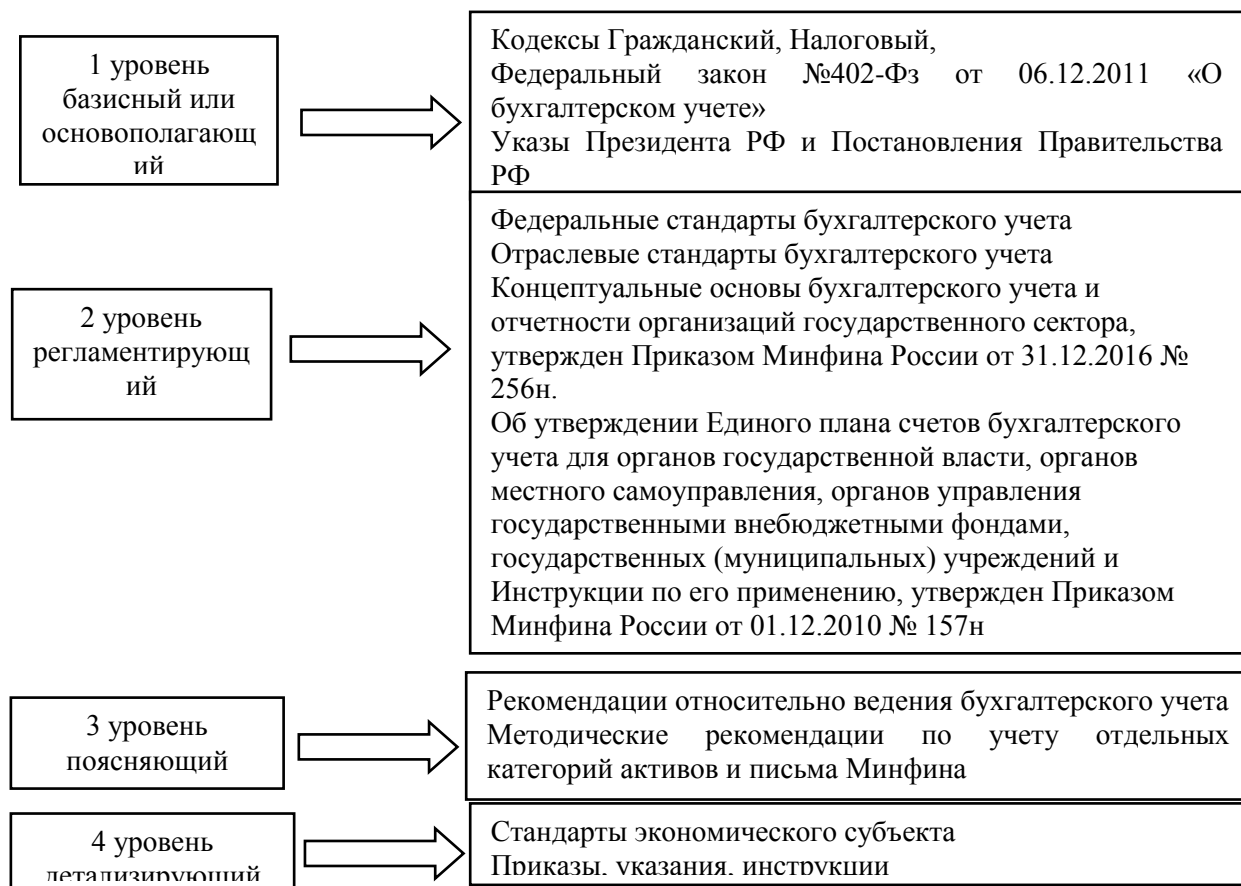 1 уровень
базисный или
основополагающ
ий
Кодексы Гражданский, Налоговый,
Федеральный закон №402-Фз от 06.12.2011 «О
бухгалтерском учете»
Указы Президента РФ и Постановления Правительства
РФ
2 уровень
регламентирующ
ий
Федеральные стандарты бухгалтерского учета
Отраслевые стандарты бухгалтерского учета
Концептуальные основы бухгалтерского учета и
отчетности организаций государственного сектора,
утвержден Приказом Минфина России от 31.12.2016 №
256н.
Об утверждении Единого плана счетов бухгалтерского
учета для органов государственной власти, органов
местного самоуправления, органов управления
государственными внебюджетными фондами,
государственных (муниципальных) учреждений и
Инструкции по его применению, утвержден Приказом
Минфина России от 01.12.2010 № 157н
3 уровень
поясняющий
Рекомендации относительно ведения бухгалтерского учета
Методические рекомендации по учету отдельных
категорий активов и письма Минфина
4 уровень
детализирующий
Стандарты экономического субъекта
Приказы, указания, инструкции